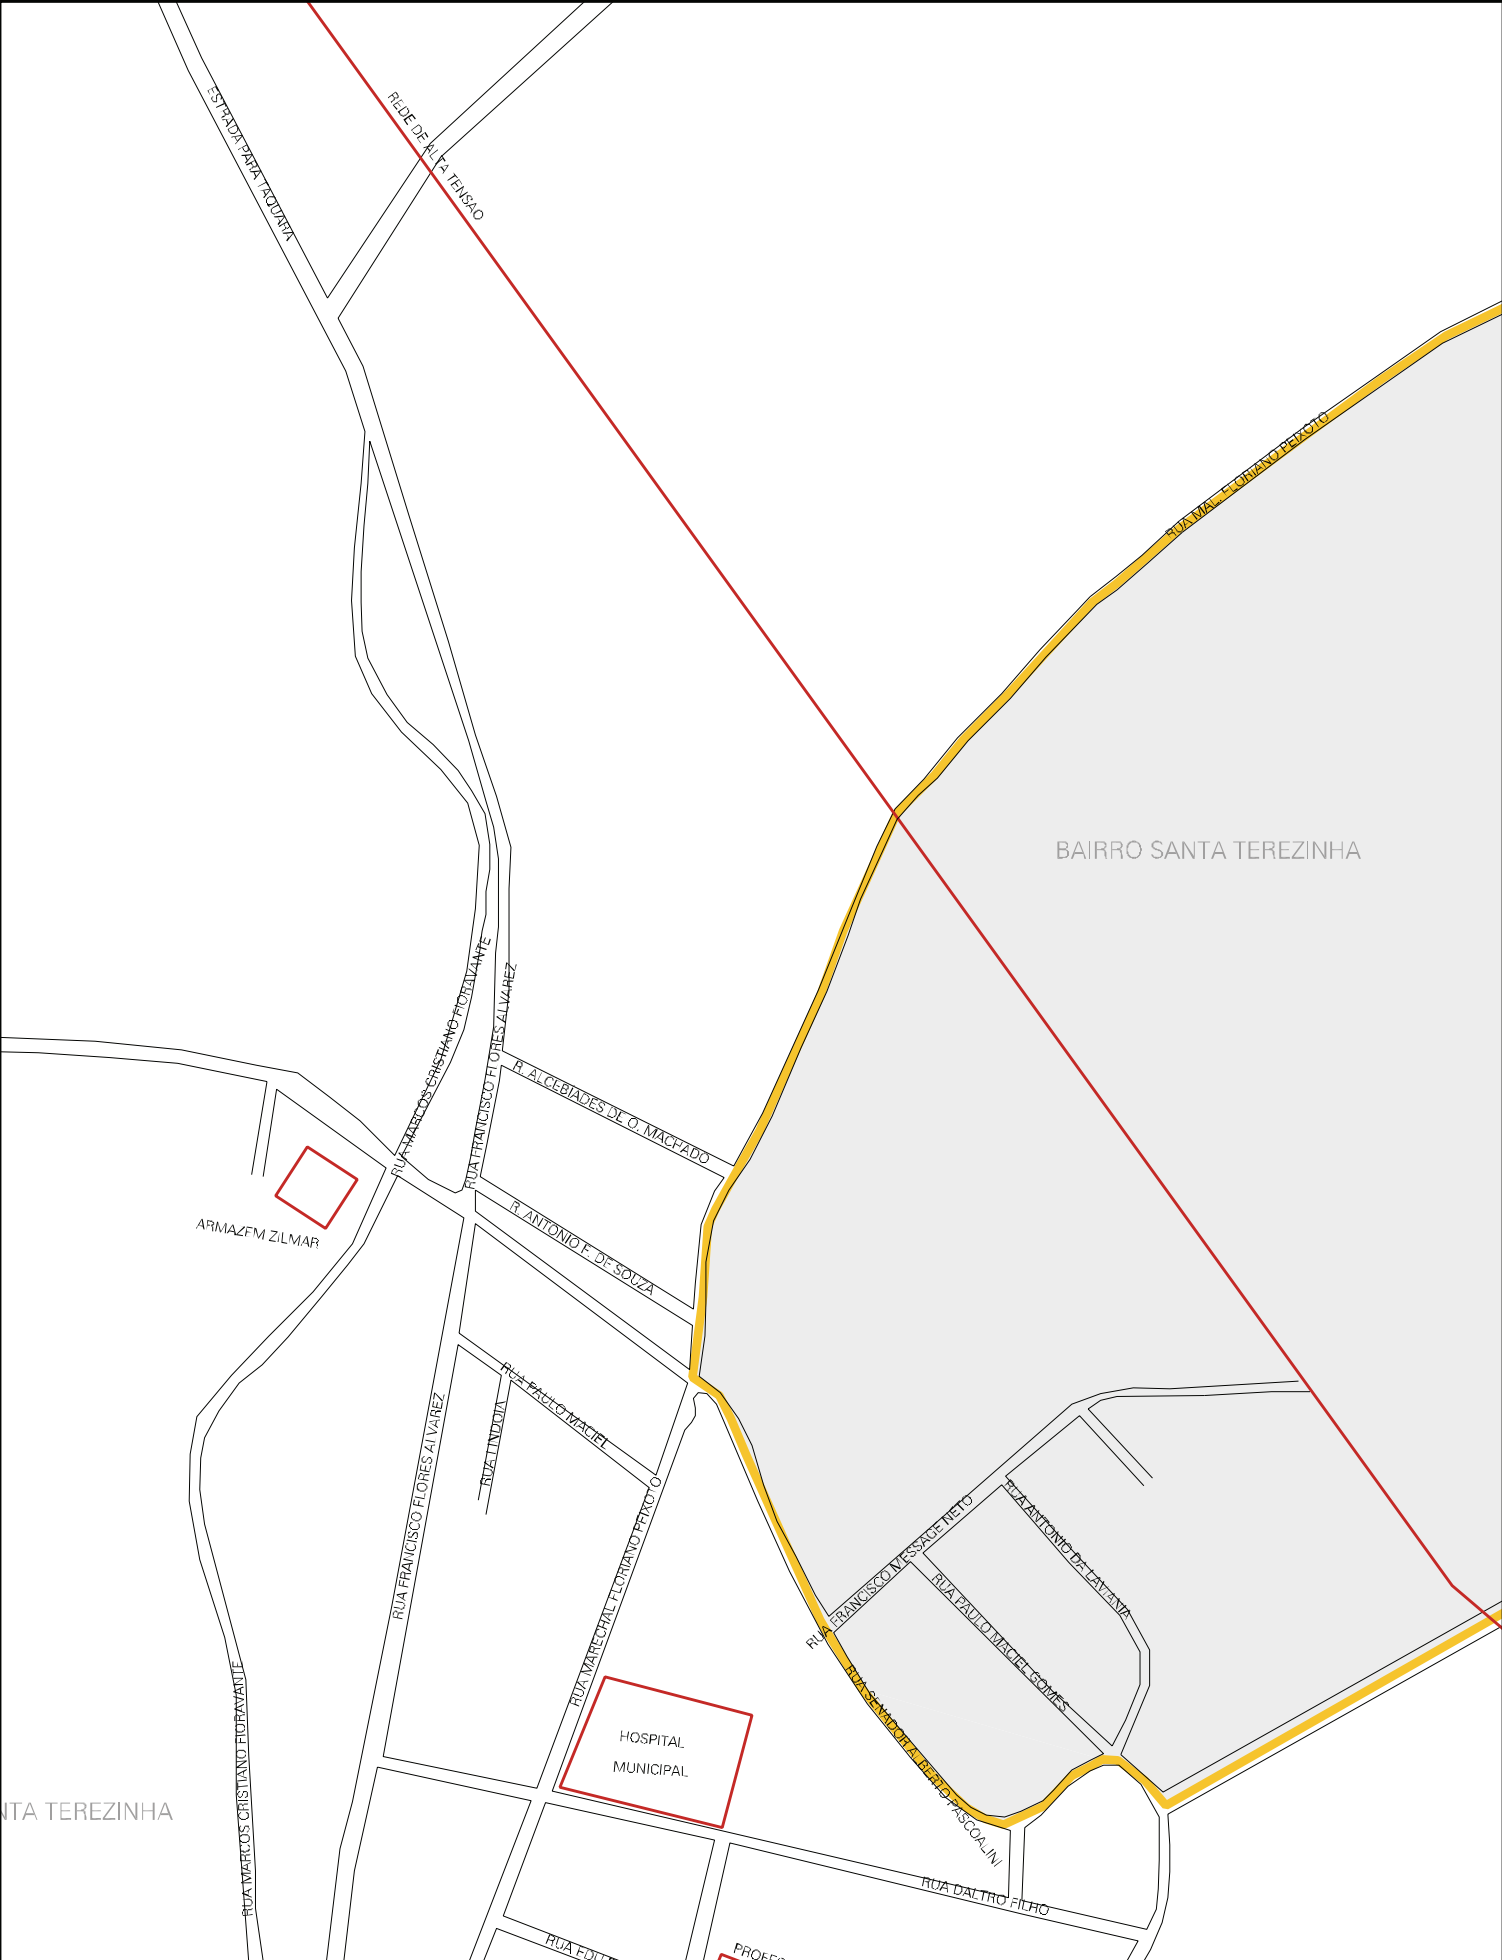 ESTRADA PARA TAQUARA
REDE DE ALTA TENSAO
RUA MAL. FLORIANO PEIXOTO
BAIRRO SANTA TEREZINHA
RUA MARCOS CRISTIANO FIORAVANTE
RUA FRANCISCO FLORES ALVAREZ
R. ALCEBIADES DE O. MACHADO
R. ANTONIO F. DE SOUZA
ARMAZEM ZILMAR
RUA PAULO MACIEL
RUA LINDOIA
RUA FRANCISCO FLORES ALVAREZ
RUA MARECHAL FLORIANO PEIXOTO
RUA FRANCISCO MESSAGE NETO
RUA ANTONIO DA LAVIANIA
RUA PAULO MACIEL GOMES
RUA SENADOR ALBERTO PASCOALINI
HOSPITAL
MUNICIPAL
NTA TEREZINHA
RUA MARCOS CRISTIANO FIORAVANTE
RUA DALTRO FILHO
RUA